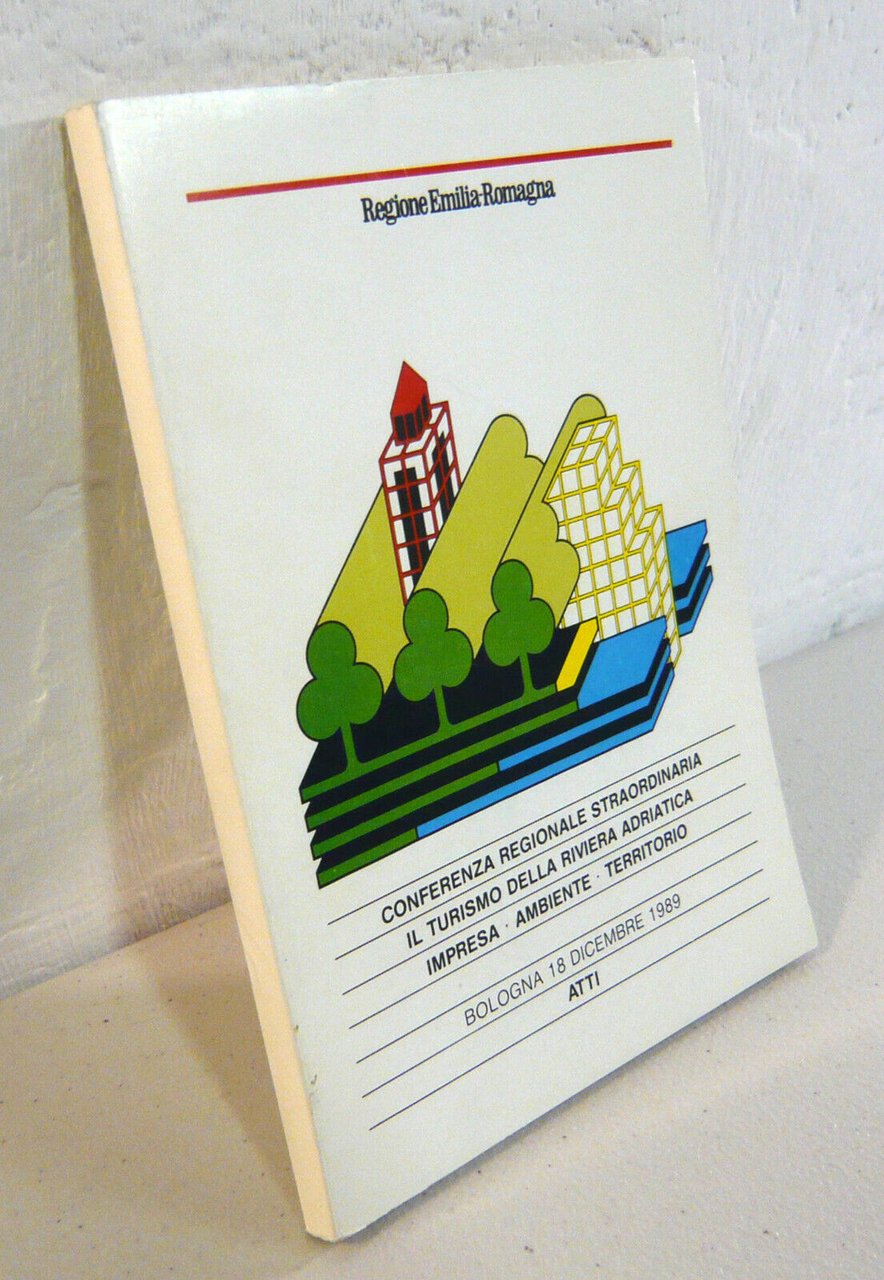 Regione Emilia-Romagna
CONFERENZA REGIONALE STRAORDINARIA
IL TURISMO DELLA RIVIERA ADRIATICA
IMPRESA · AMBIENTE · TERRITORIO
BOLOGNA 18 DICEMBRE 1989
ATTI